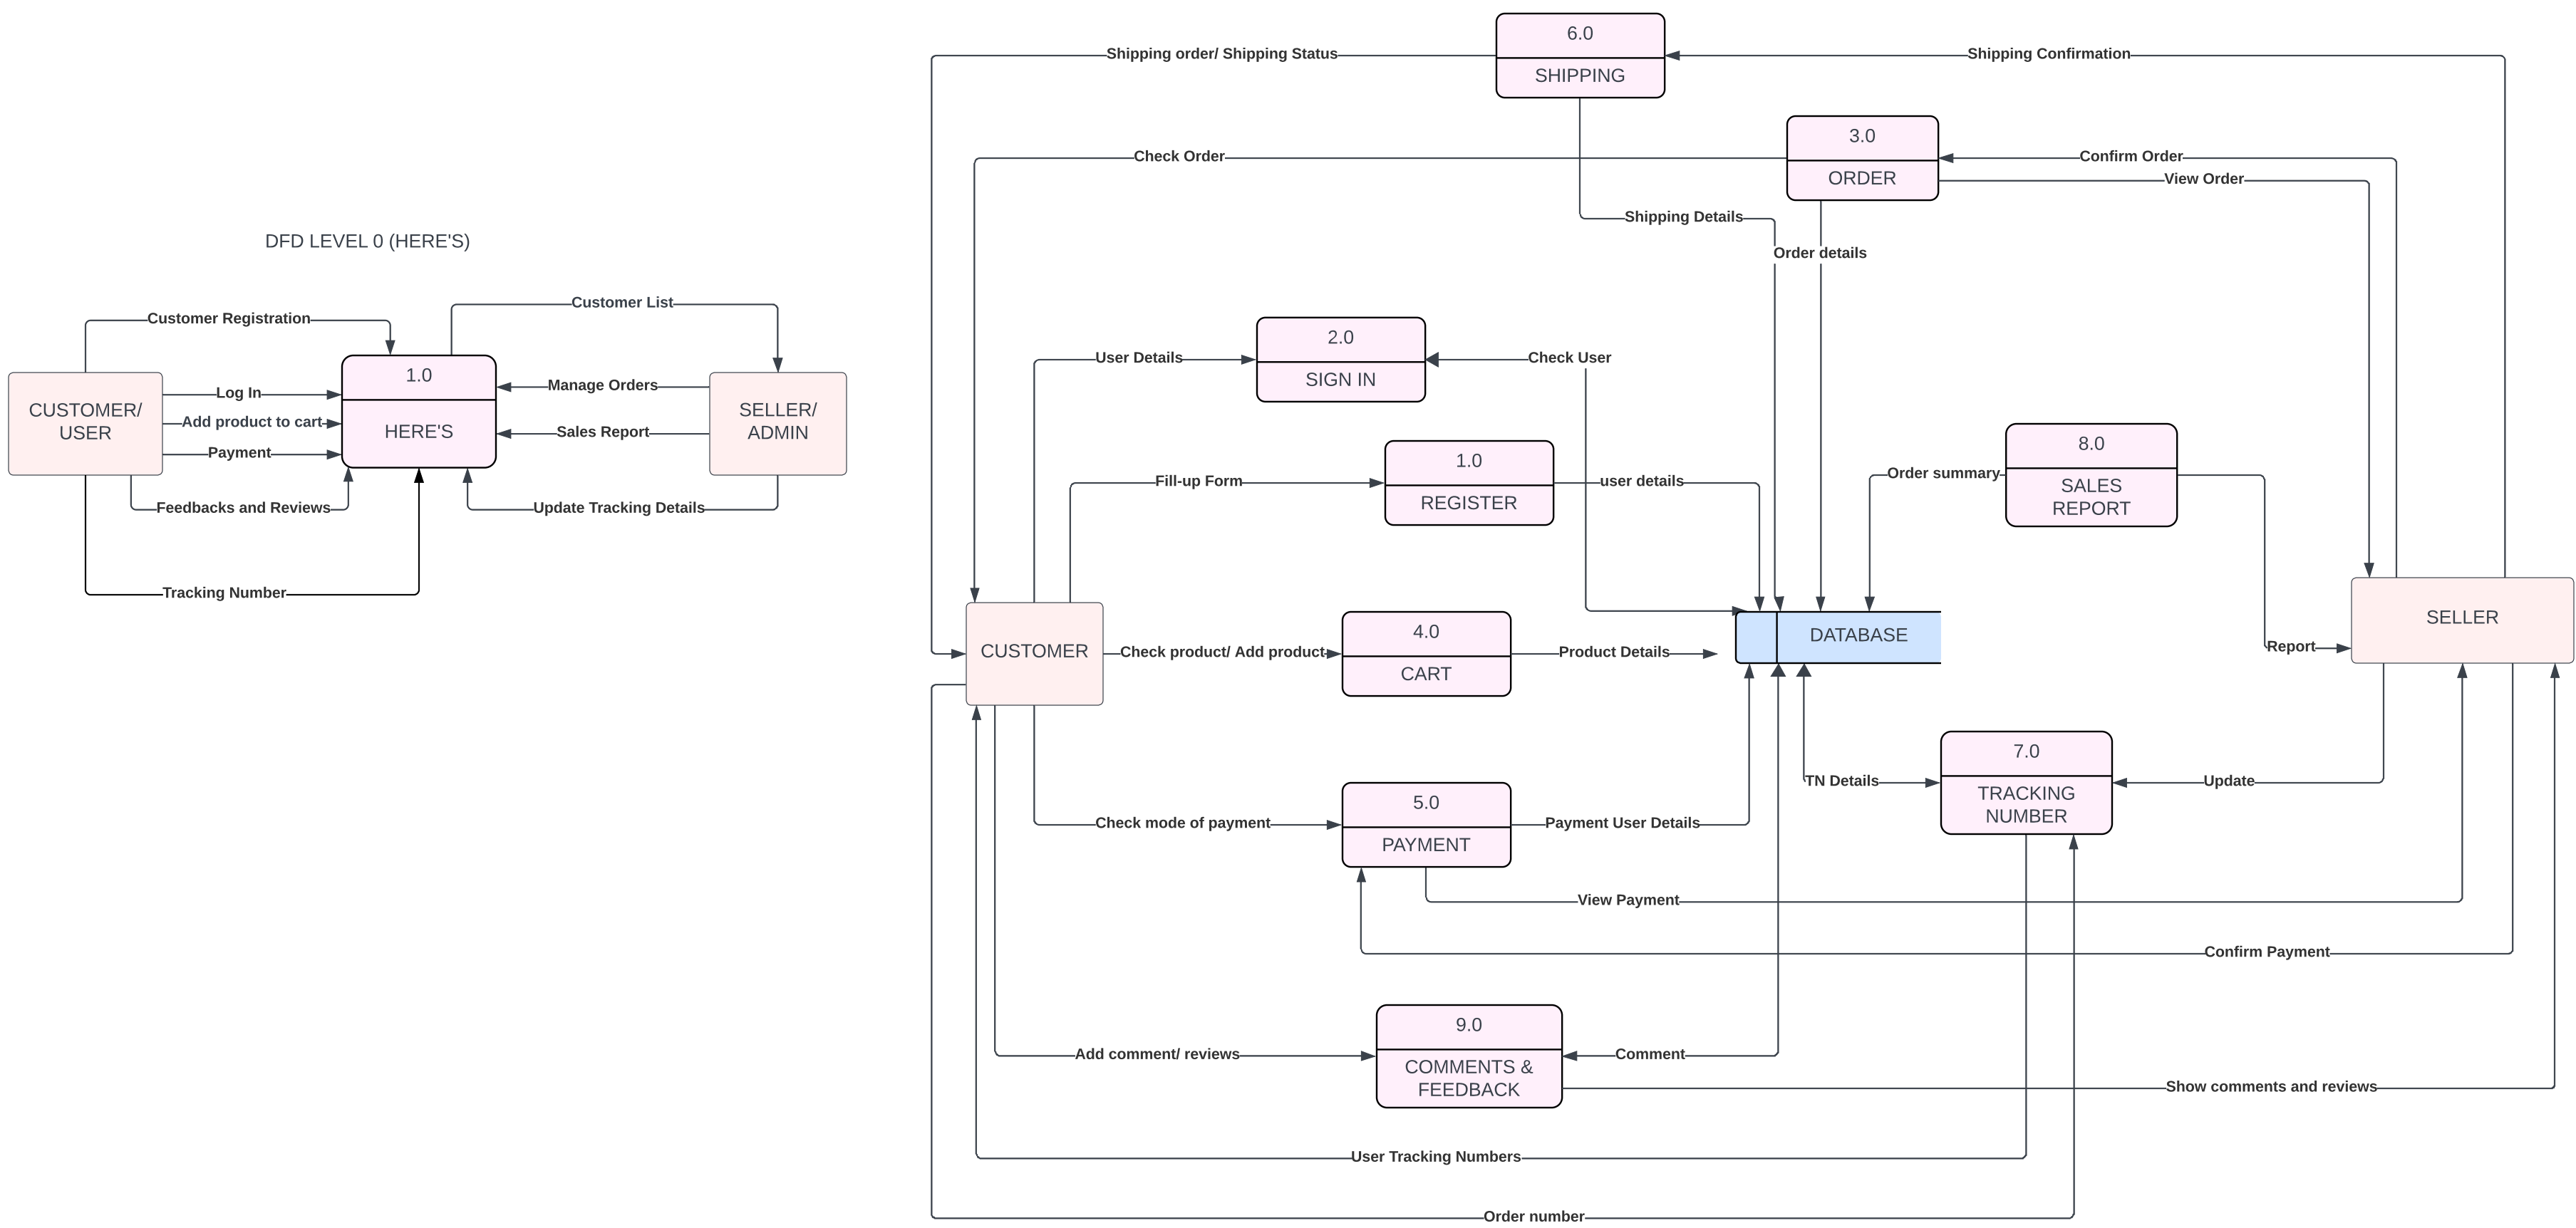 DFD LEVEL 0 (HERE'S)
Customer List
Customer Registration
1.0
HERE'S
CUSTOMER/
USER
Log In
Add product to cart
Payment
Manage Orders
Sales Report
SELLER/
ADMIN
Feedbacks and Reviews
Update Tracking Details
Tracking Number
6.0
SHIPPING
Shipping order/ Shipping Status
Shipping Confirmation
3.0
ORDER
Check Order
Confirm Order
View Order
Shipping Details
Order details
2.0
SIGN IN
User Details
Check User
1.0
REGISTER
Fill-up Form
user details
8.0
SALES
REPORT
Order summary
Report
CUSTOMER
Check product/ Add product
4.0
CART
Product Details
DATABASE
SELLER
7.0
TRACKING
NUMBER
TN Details
Update
5.0
PAYMENT
Check mode of payment
Payment User Details
View Payment
Confirm Payment
9.0
COMMENTS &
FEEDBACK
Add comment/ reviews
Comment
Show comments and reviews
User Tracking Numbers
Order number